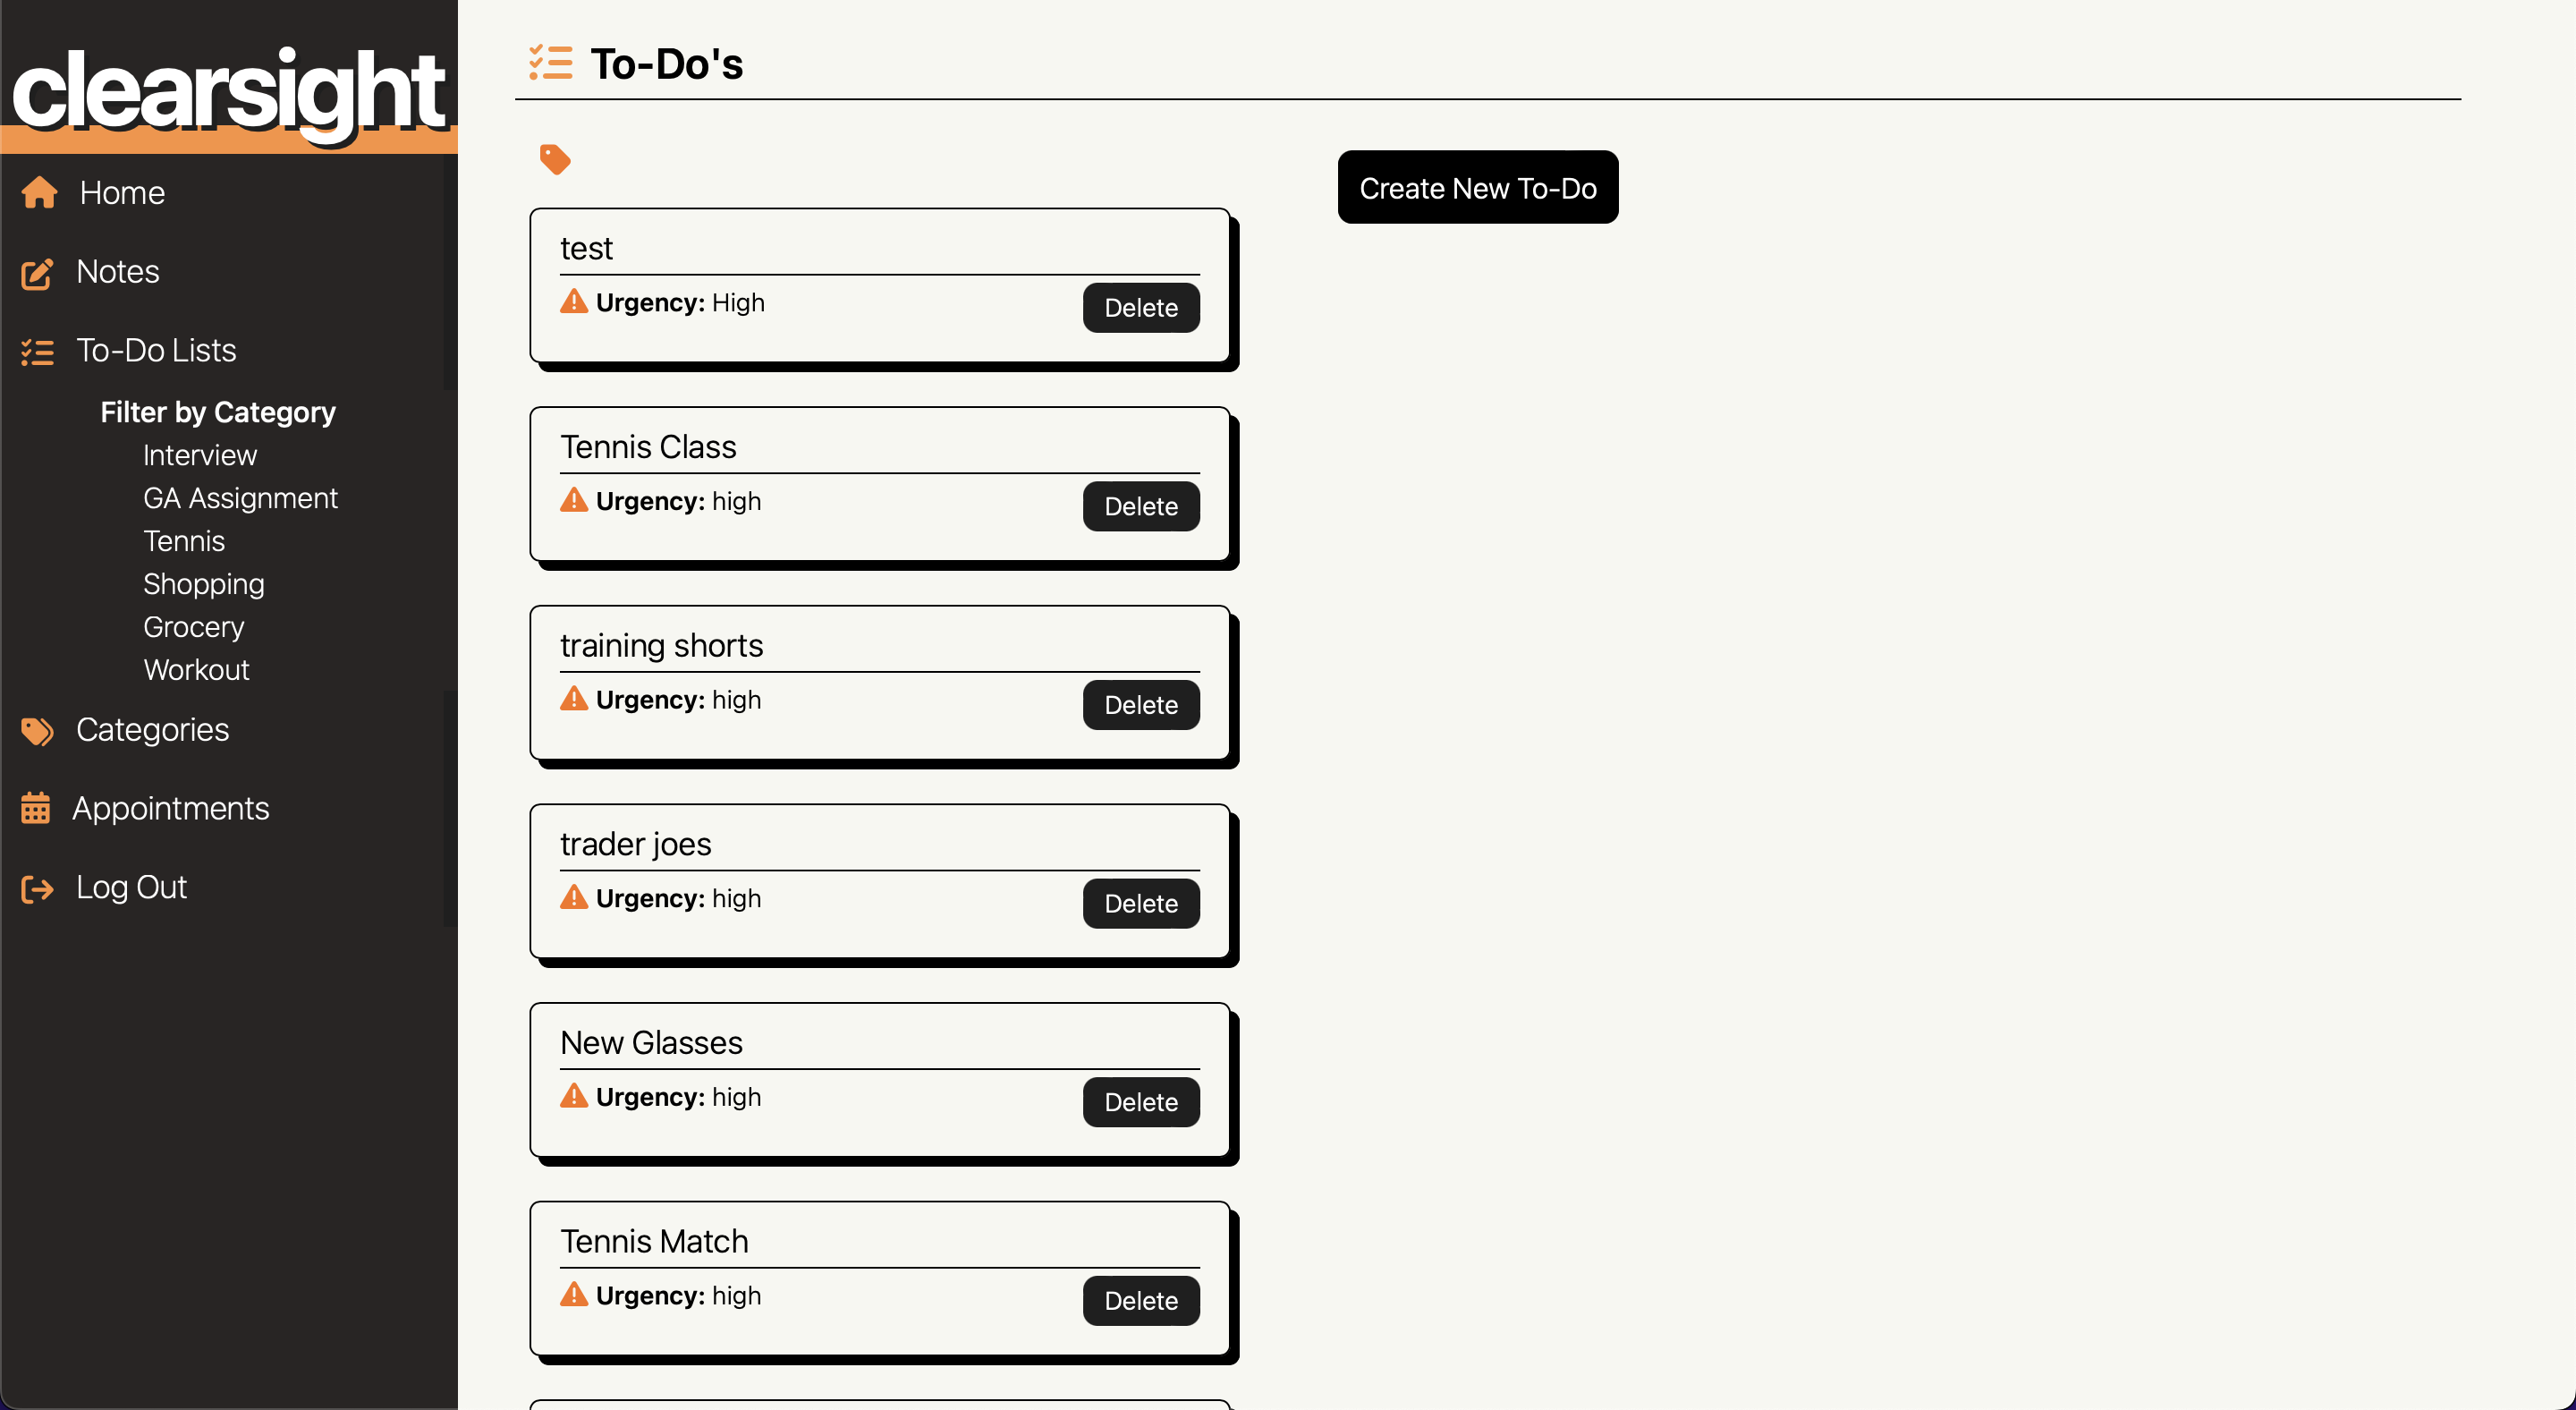 clearsight
Home
Notes
To-Do Lists
Filter by Category
Interview
GA Assignment
Tennis
Shopping
Grocery
Workout
Categories
Appointments
Log Out
To-Do's
Create New To-Do
test
Urgency: High
Delete
Tennis Class
Urgency: high
Delete
training shorts
Urgency: high
Delete
trader joes
Urgency: high
Delete
New Glasses
Urgency: high
Delete
Tennis Match
Urgency: high
Delete